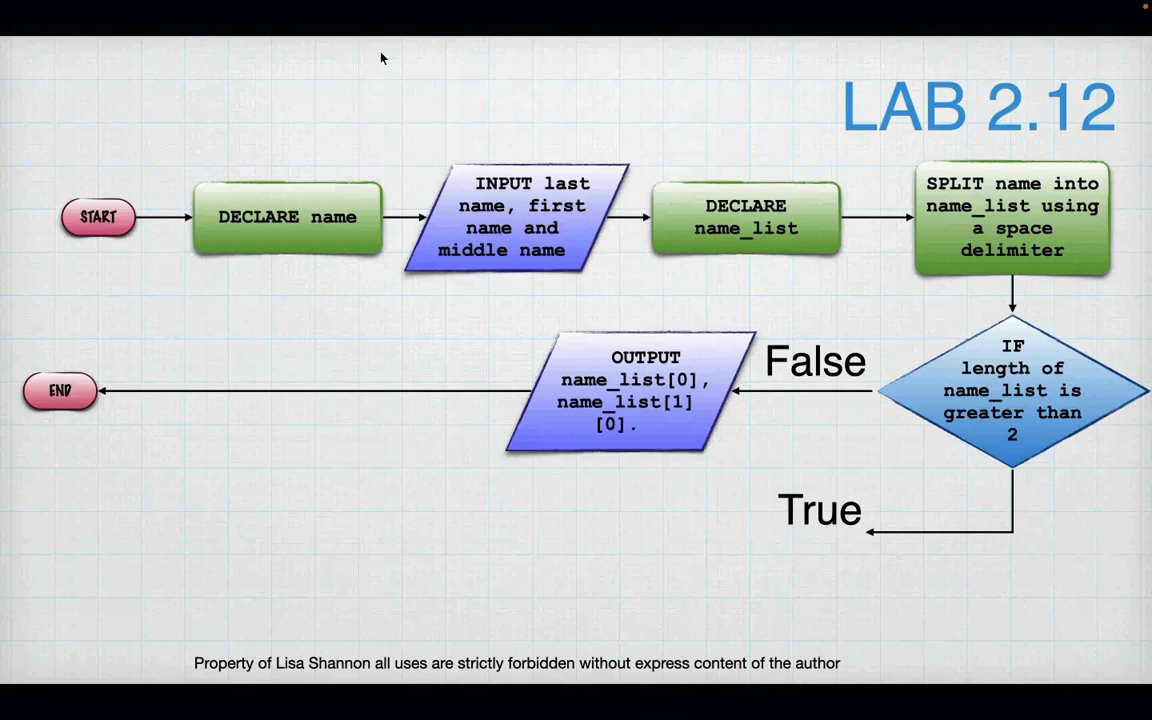 LAB 2.12
START
DECLARE name
INPUT last
name, first
name and
middle name
DECLARE
name_list
SPLIT name into
name_list using
a space
delimiter
IF
length of
name_list is
greater than
2
False
OUTPUT
name_list[0],
name_list[1]
[0].
END
True
Property of Lisa Shannon all uses are strictly forbidden without express content of the author